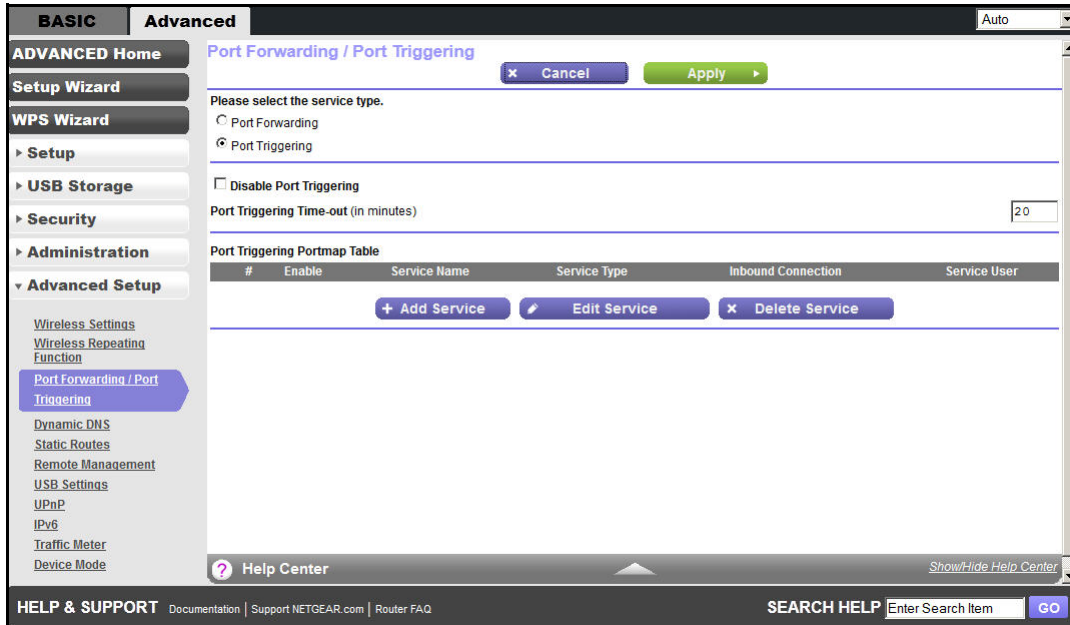 BASIC
Advanced
Auto
ADVANCED Home
Setup Wizard
WPS Wizard
Setup
USB Storage
Security
Administration
Advanced Setup
Wireless Settings
Wireless Repeating
Function
Port Forwarding / Port
Triggering
Dynamic DNS
Static Routes
Remote Management
USB Settings
UPnP
IPv6
Traffic Meter
Device Mode
Port Forwarding / Port Triggering
Cancel
Apply
Please select the service type.
Port Forwarding
Port Triggering
Disable Port Triggering
Port Triggering Time-out (in minutes)
20
Port Triggering Portmap Table
# Enable Service Name Service Type Inbound Connection Service User
+ Add Service
Edit Service
x Delete Service
? Help Center
Show/Hide Help Center
HELP & SUPPORT Documentation | Support NETGEAR.com | Router FAQ
SEARCH HELP Enter Search Item GO